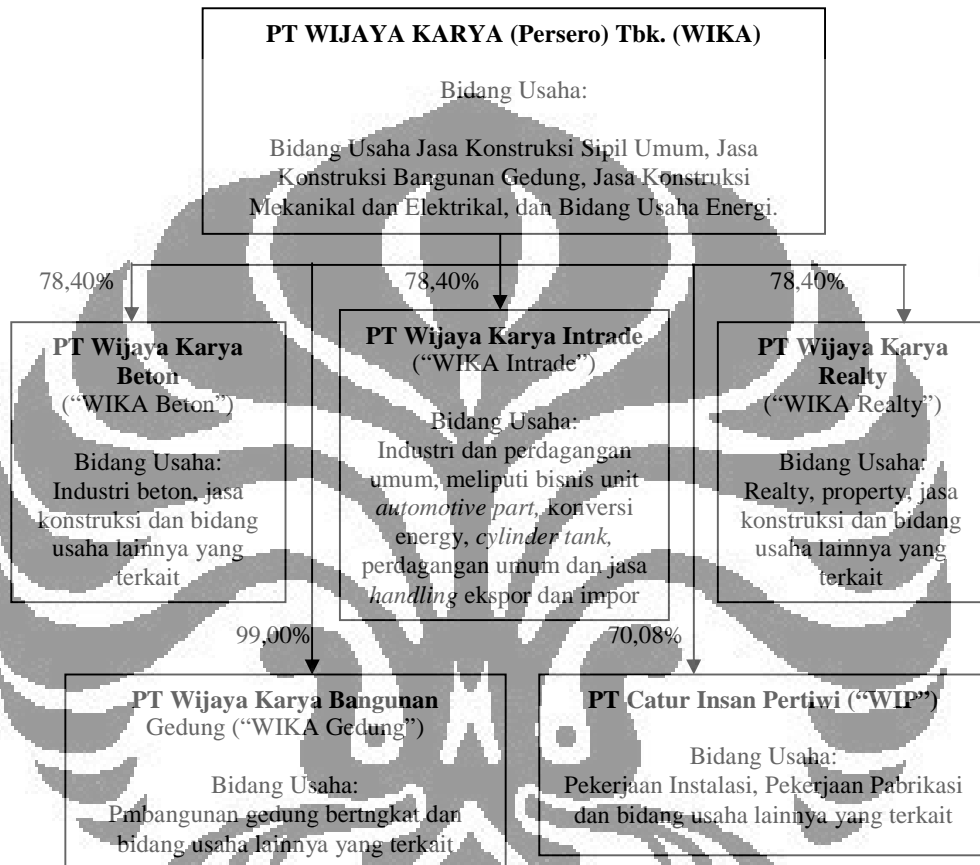 PT WIJAYA KARYA (Persero) Tbk. (WIKA)
Bidang Usaha:
Bidang Usaha Jasa Konstruksi Sipil Umum, Jasa
Konstruksi Bangunan Gedung, Jasa Konstruksi
Mekanikal dan Elektrikal, dan Bidang Usaha Energi.
78,40%
78,40%
78,40%
PT Wijaya Karya
Beton
(“WIKA Beton”)
Bidang Usaha:
Industri beton, jasa
konstruksi dan bidang
usaha lainnya yang
terkait
PT Wijaya Karya Intrade
(“WIKA Intrade”)
Bidang Usaha:
Industri dan perdagangan
umum, meliputi bisnis unit
automotive part, konversi
energy, cylinder tank,
perdagangan umum dan jasa
handling ekspor dan impor
PT Wijaya Karya
Realty
(“WIKA Realty”)
Bidang Usaha:
Realty, property, jasa
konstruksi dan bidang
usaha lainnya yang
terkait
99,00%
70,08%
PT Wijaya Karya Bangunan
Gedung (“WIKA Gedung”)
Bidang Usaha:
Pmbangunan gedung bertngkat dan
bidang usaha lainnya yang terkait
PT Catur Insan Pertiwi (“WIP”)
Bidang Usaha:
Pekerjaan Instalasi, Pekerjaan Pabrikasi
dan bidang usaha lainnya yang terkait